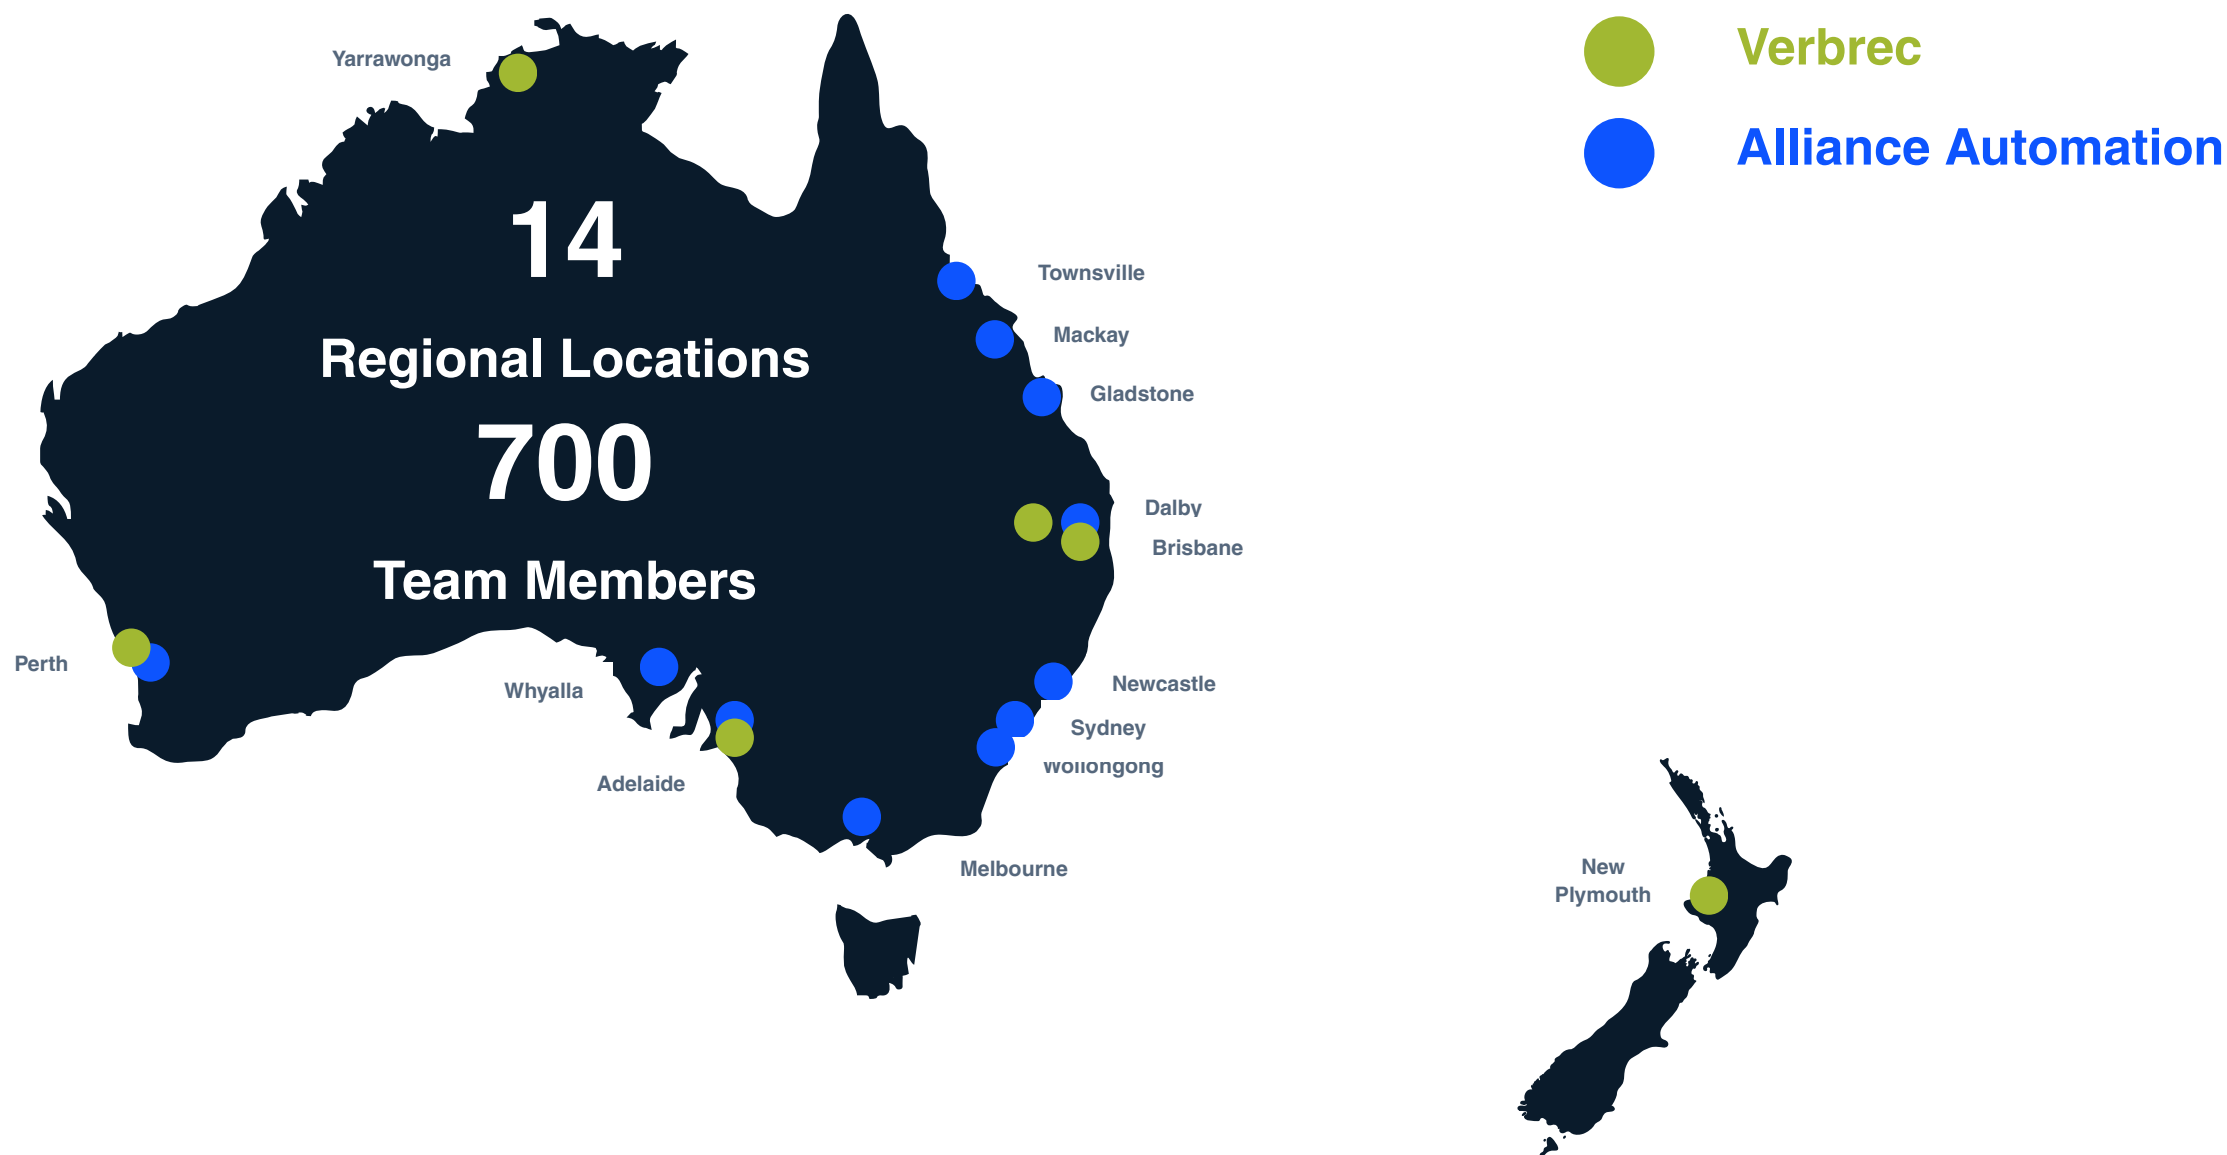 Verbrec
Alliance Automation
Yarrawonga
14
Regional Locations
700
Team Members
Townsville
Mackay
Gladstone
Dalby
Brisbane
Perth
Whyalla
Adelaide
Newcastle
Sydney
Wollongong
Melbourne
New
Plymouth